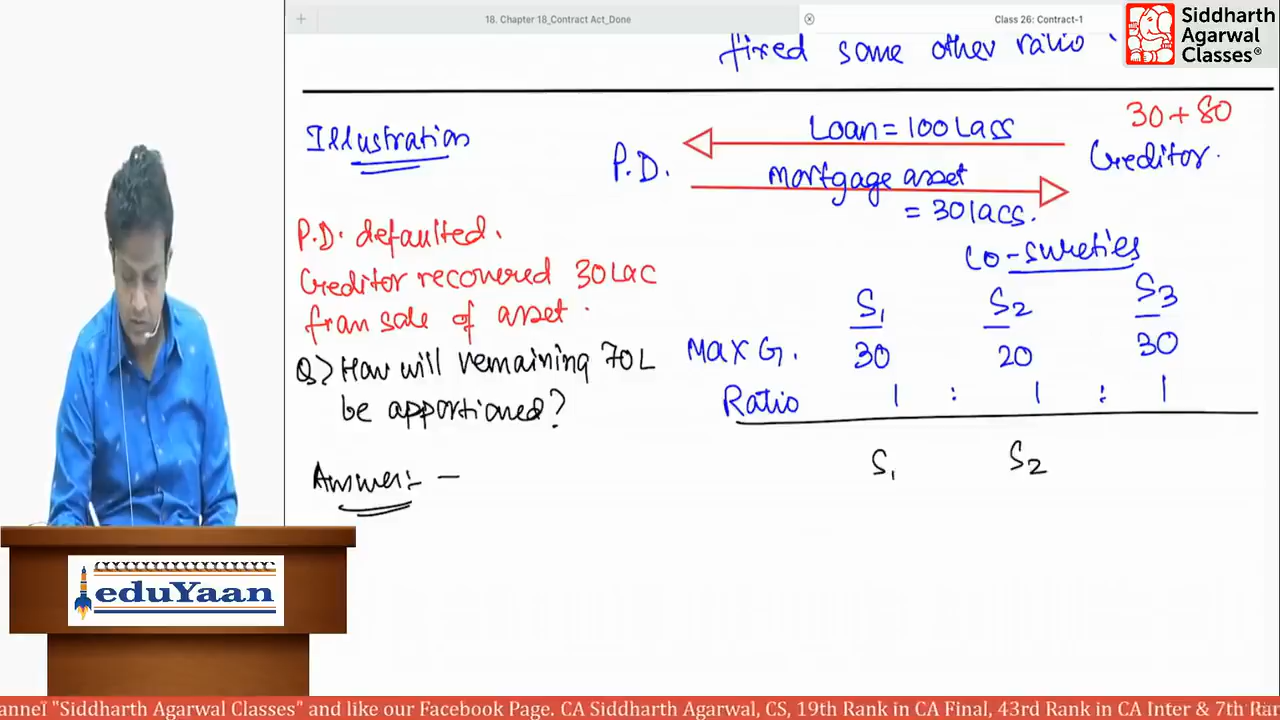 18. Chapter 18_Contract Act_Done
Class 26: Contract-1
Siddharth
Agarwal
Classes®
fixed some other ratio
Illustration
Loan = 100 Lacs
30 + 80
P.D.
Creditor.
mortgage asset
= 30 lacs.
P.D. defaulted.
Creditor recovered 30 Lac
from sale of asset.
Co-sureties
S1 S2 S3
Max G. 30 20 30
Ratio 1 : 1 : 1
Q> How will remaining 70L
be apportioned?
Answer: -
S1 S2
eduYaan
annel "Siddharth Agarwal Classes" and like our Facebook Page. CA Siddharth Agarwal, CS, 19th Rank in CA Final, 43rd Rank in CA Inter & 7th Ran